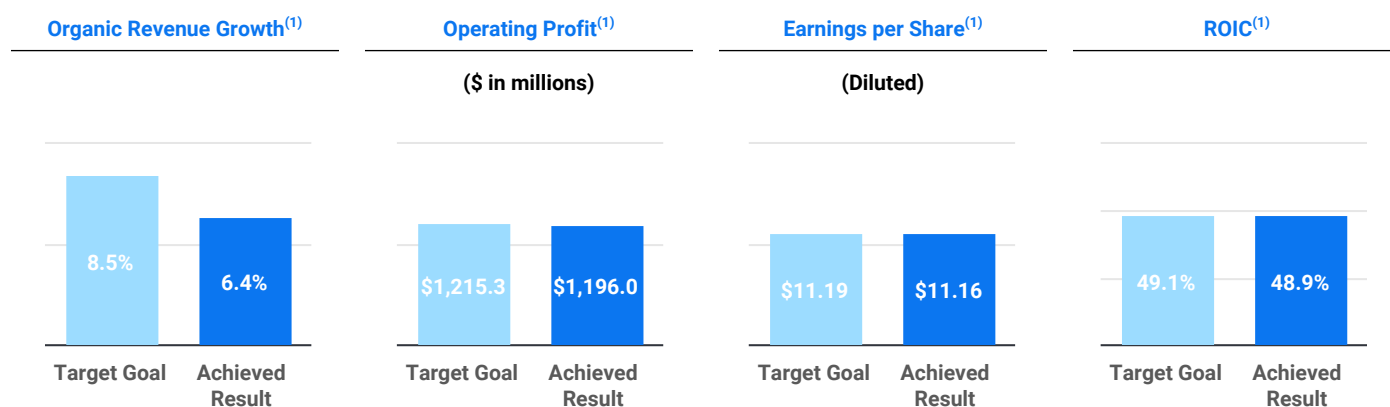 Organic Revenue Growth(1)
Operating Profit(1)
Earnings per Share(1)
ROIC(1)
($ in millions)
(Diluted)
8.5%
6.4%
$1,215.3
$1,196.0
$11.19
$11.16
49.1%
48.9%
Target Goal
Achieved
Result
Target Goal
Achieved
Result
Target Goal
Achieved
Result
Target Goal
Achieved
Result